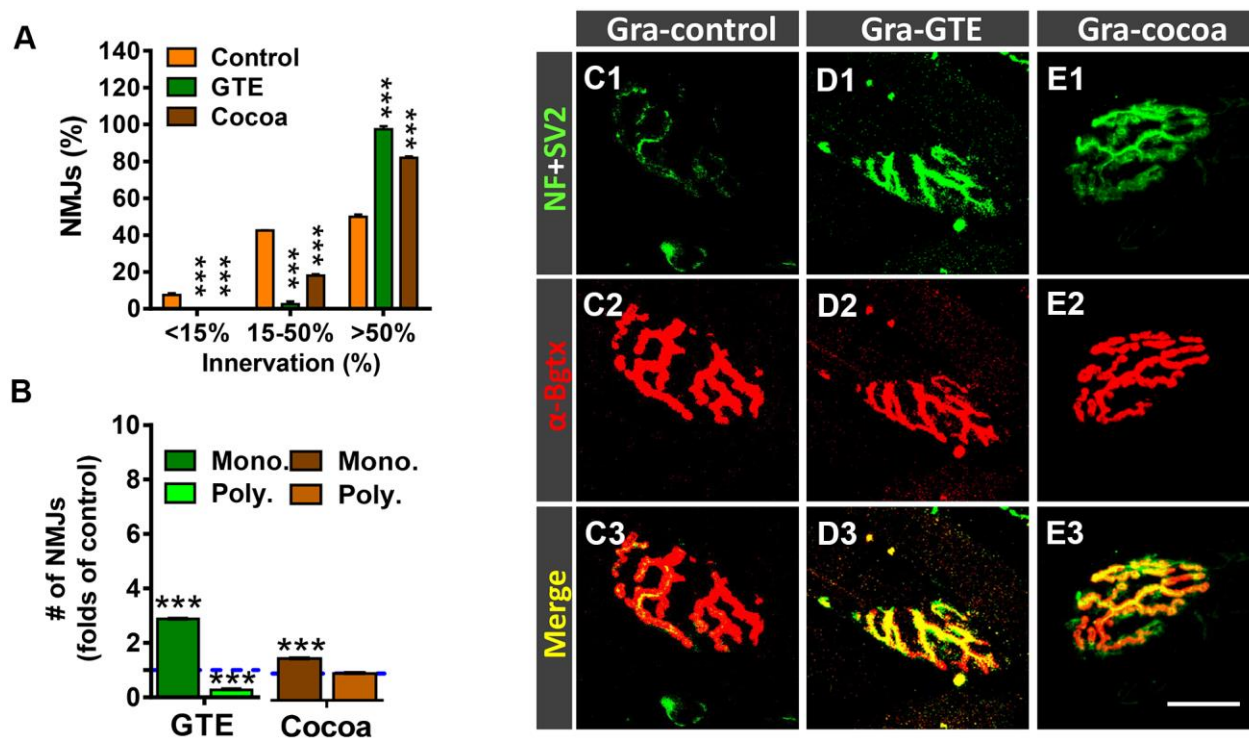 A
Control
GTE
Cocoa
NMJs (%)
140
120
100
80
60
40
20
0
***
***
***
***
***
***
<15%
15-50%
>50%
Innervation (%)
B
# of NMJs
(folds of control)
10
8
6
4
2
0
Mono.
Poly.
Mono.
Poly.
***
***
***
GTE
Cocoa
Gra-control
Gra-GTE
Gra-cocoa
NF+SV2
C1
D1
E1
α-Bgtx
C2
D2
E2
Merge
C3
D3
E3